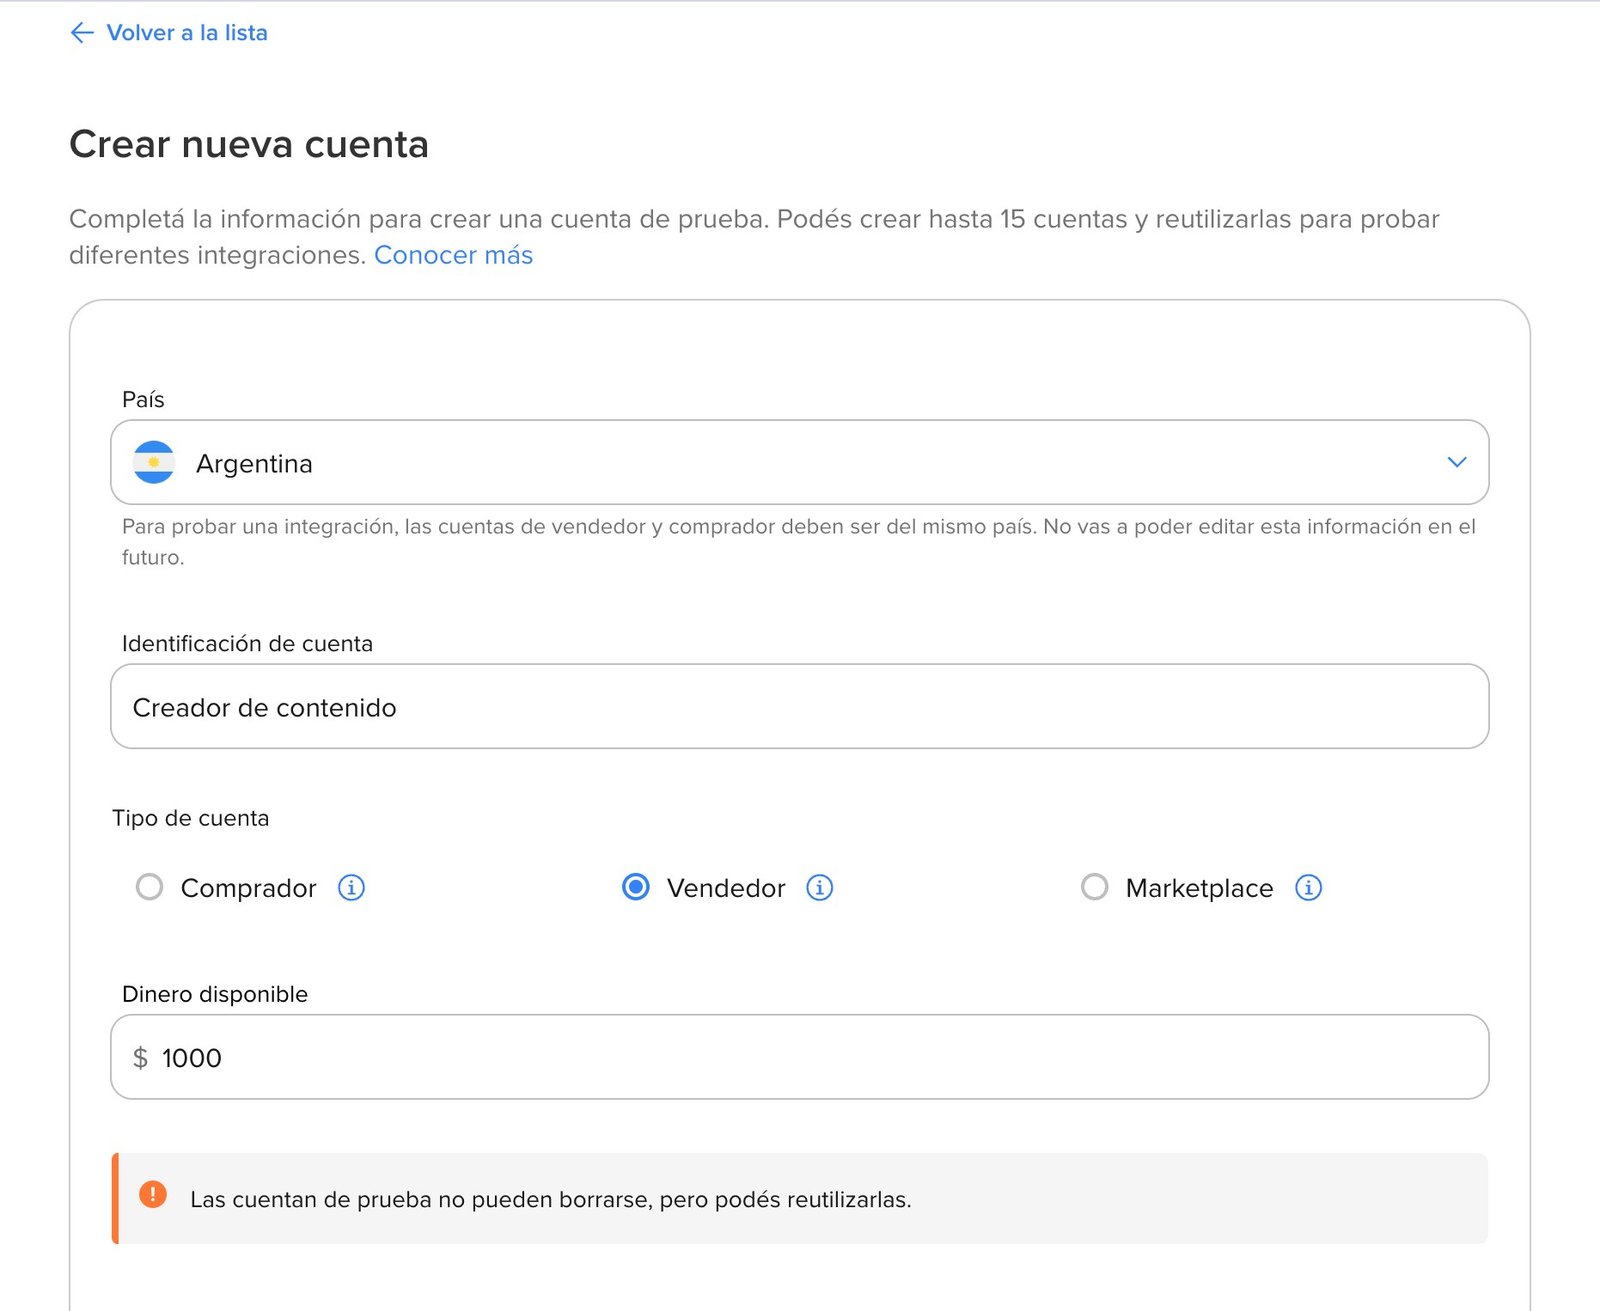 Volver a la lista
Crear nueva cuenta
Completá la información para crear una cuenta de prueba. Podés crear hasta 15 cuentas y reutilizarlas para probar
diferentes integraciones. Conocer más
País
Argentina
Para probar una integración, las cuentas de vendedor y comprador deben ser del mismo país. No vas a poder editar esta información en el
futuro.
Identificación de cuenta
Creador de contenido
Tipo de cuenta
Comprador Vendedor Marketplace
Dinero disponible
$ 1000
Las cuentan de prueba no pueden borrarse, pero podés reutilizarlas.